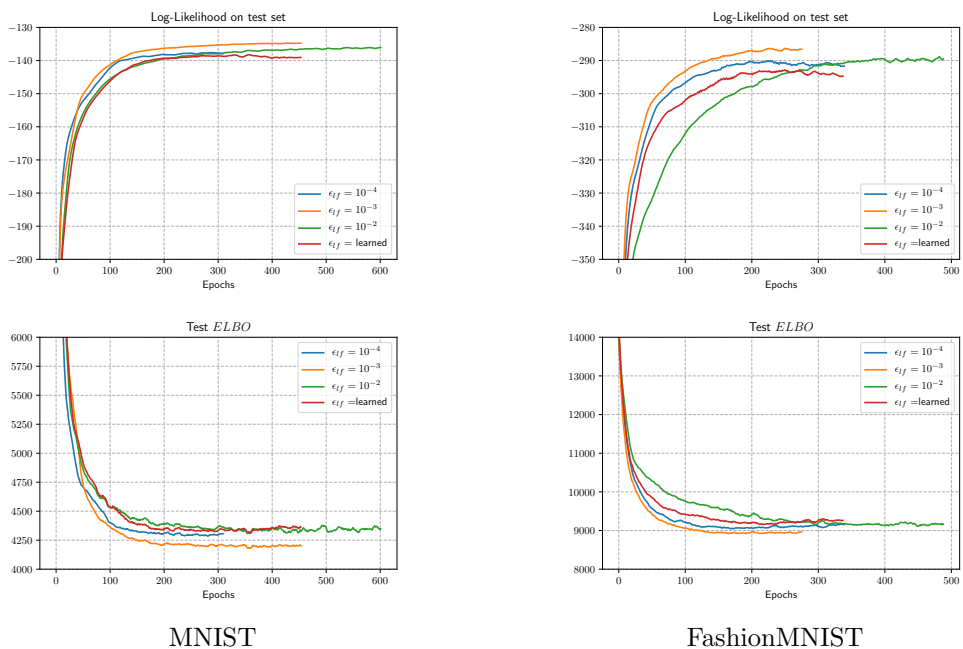 Log-Likelihood on test set
−130
−140
−150
−160
−170
−180
−190
−200
0 100 200 300 400 500 600
Epochs
ϵ_lf = 10^−4
ϵ_lf = 10^−3
ϵ_lf = 10^−2
ϵ_lf = learned
Log-Likelihood on test set
−280
−290
−300
−310
−320
−330
−340
−350
0 100 200 300 400 500
Epochs
ϵ_lf = 10^−4
ϵ_lf = 10^−3
ϵ_lf = 10^−2
ϵ_lf =learned
Test ELBO
6000
5750
5500
5250
5000
4750
4500
4250
4000
0 100 200 300 400 500 600
Epochs
ϵ_lf = 10^−4
ϵ_lf = 10^−3
ϵ_lf = 10^−2
ϵ_lf =learned
Test ELBO
14000
13000
12000
11000
10000
9000
8000
0 100 200 300 400 500
Epochs
ϵ_lf = 10^−4
ϵ_lf = 10^−3
ϵ_lf = 10^−2
ϵ_lf =learned
MNIST
FashionMNIST